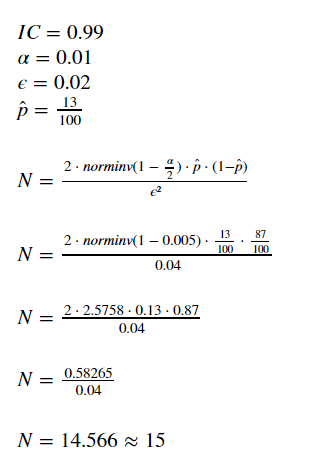 IC = 0.99
α = 0.01
ϵ = 0.02
p̂ = 13/100
N = 2 · norminv(1 − α/2) · p̂ · (1−p̂) / ϵ²
N = 2 · norminv(1 − 0.005) · 13/100 · 87/100 / 0.04
N = 2 · 2.5758 · 0.13 · 0.87 / 0.04
N = 0.58265 / 0.04
N = 14.566 ≈ 15